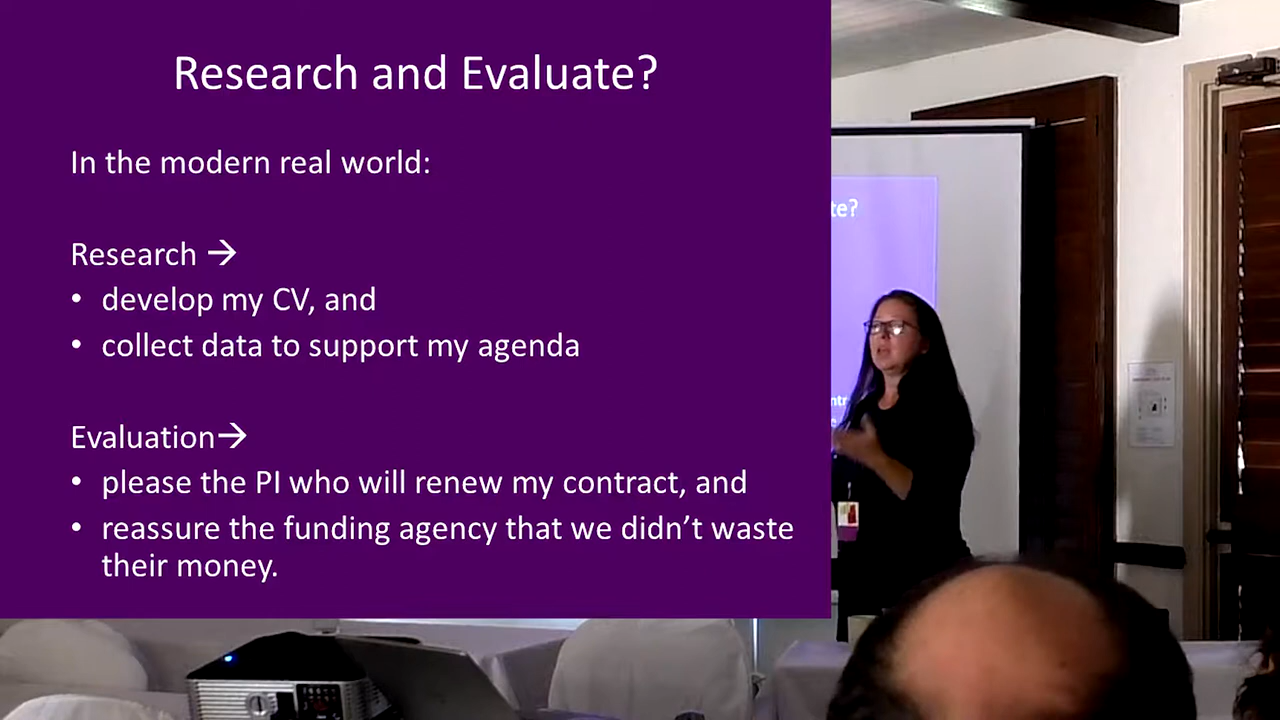 Research and Evaluate?
In the modern real world:
Research →
• develop my CV, and
• collect data to support my agenda
Evaluation→
• please the PI who will renew my contract, and
• reassure the funding agency that we didn’t waste
their money.
te?